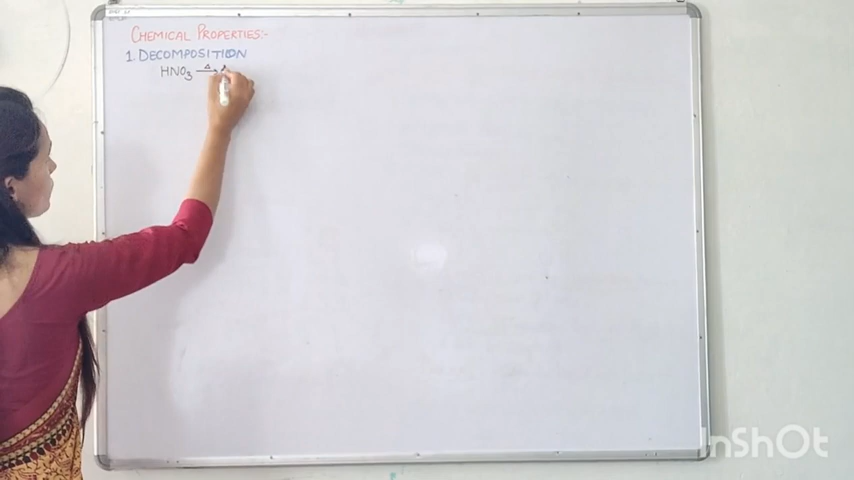 CHEMICAL PROPERTIES:-
1. DECOMPOSITION
HNO₃ —Δ→
InShOt